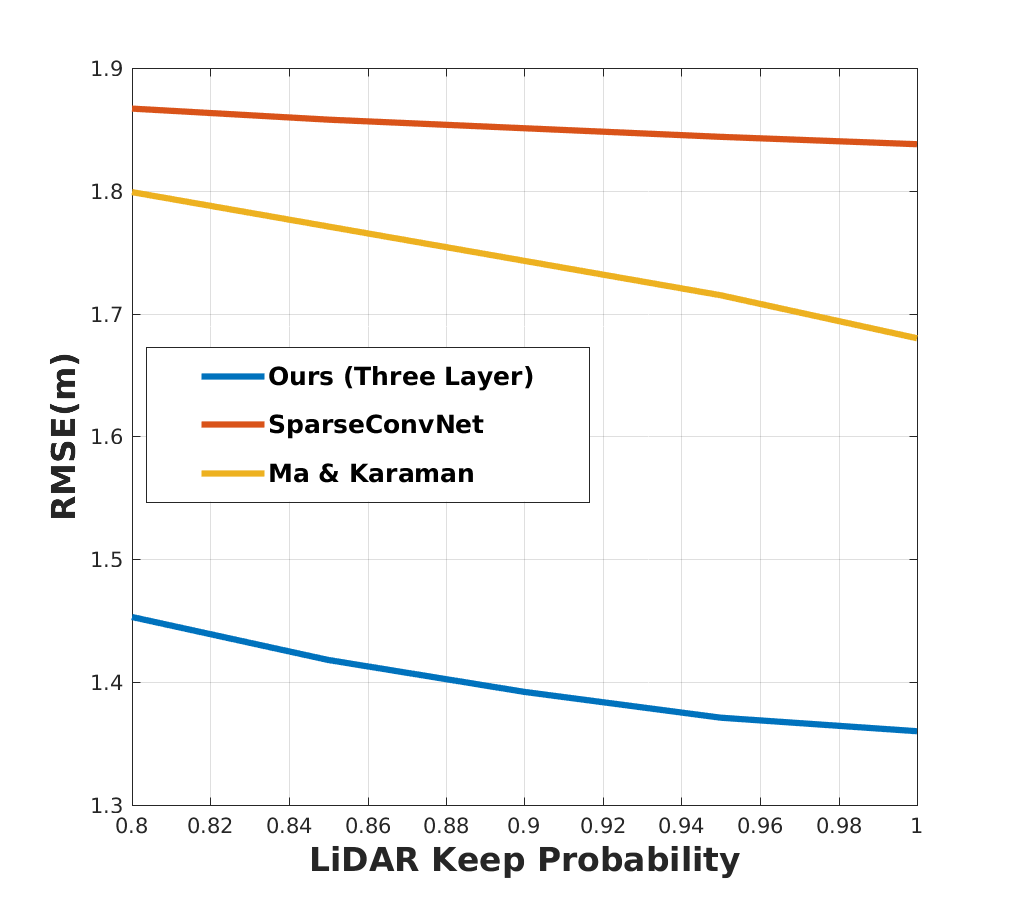 1.9
1.8
1.7
1.6
1.5
1.4
1.3
RMSE(m)
Ours (Three Layer)
SparseConvNet
Ma & Karaman
0.8 0.82 0.84 0.86 0.88 0.9 0.92 0.94 0.96 0.98 1
LiDAR Keep Probability